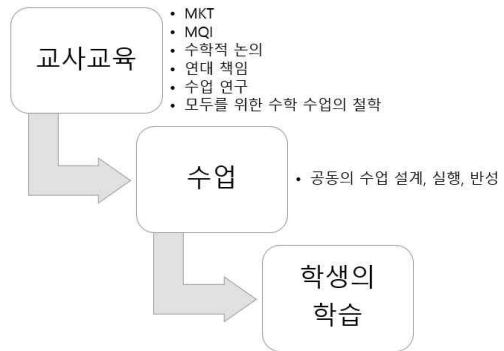 교사교육
• MKT
• MQI
• 수학적 논의
• 연대 책임
• 수업 연구
• 모두를 위한 수학 수업의 철학
수업
• 공동의 수업 설계, 실행, 반성
학생의
학습